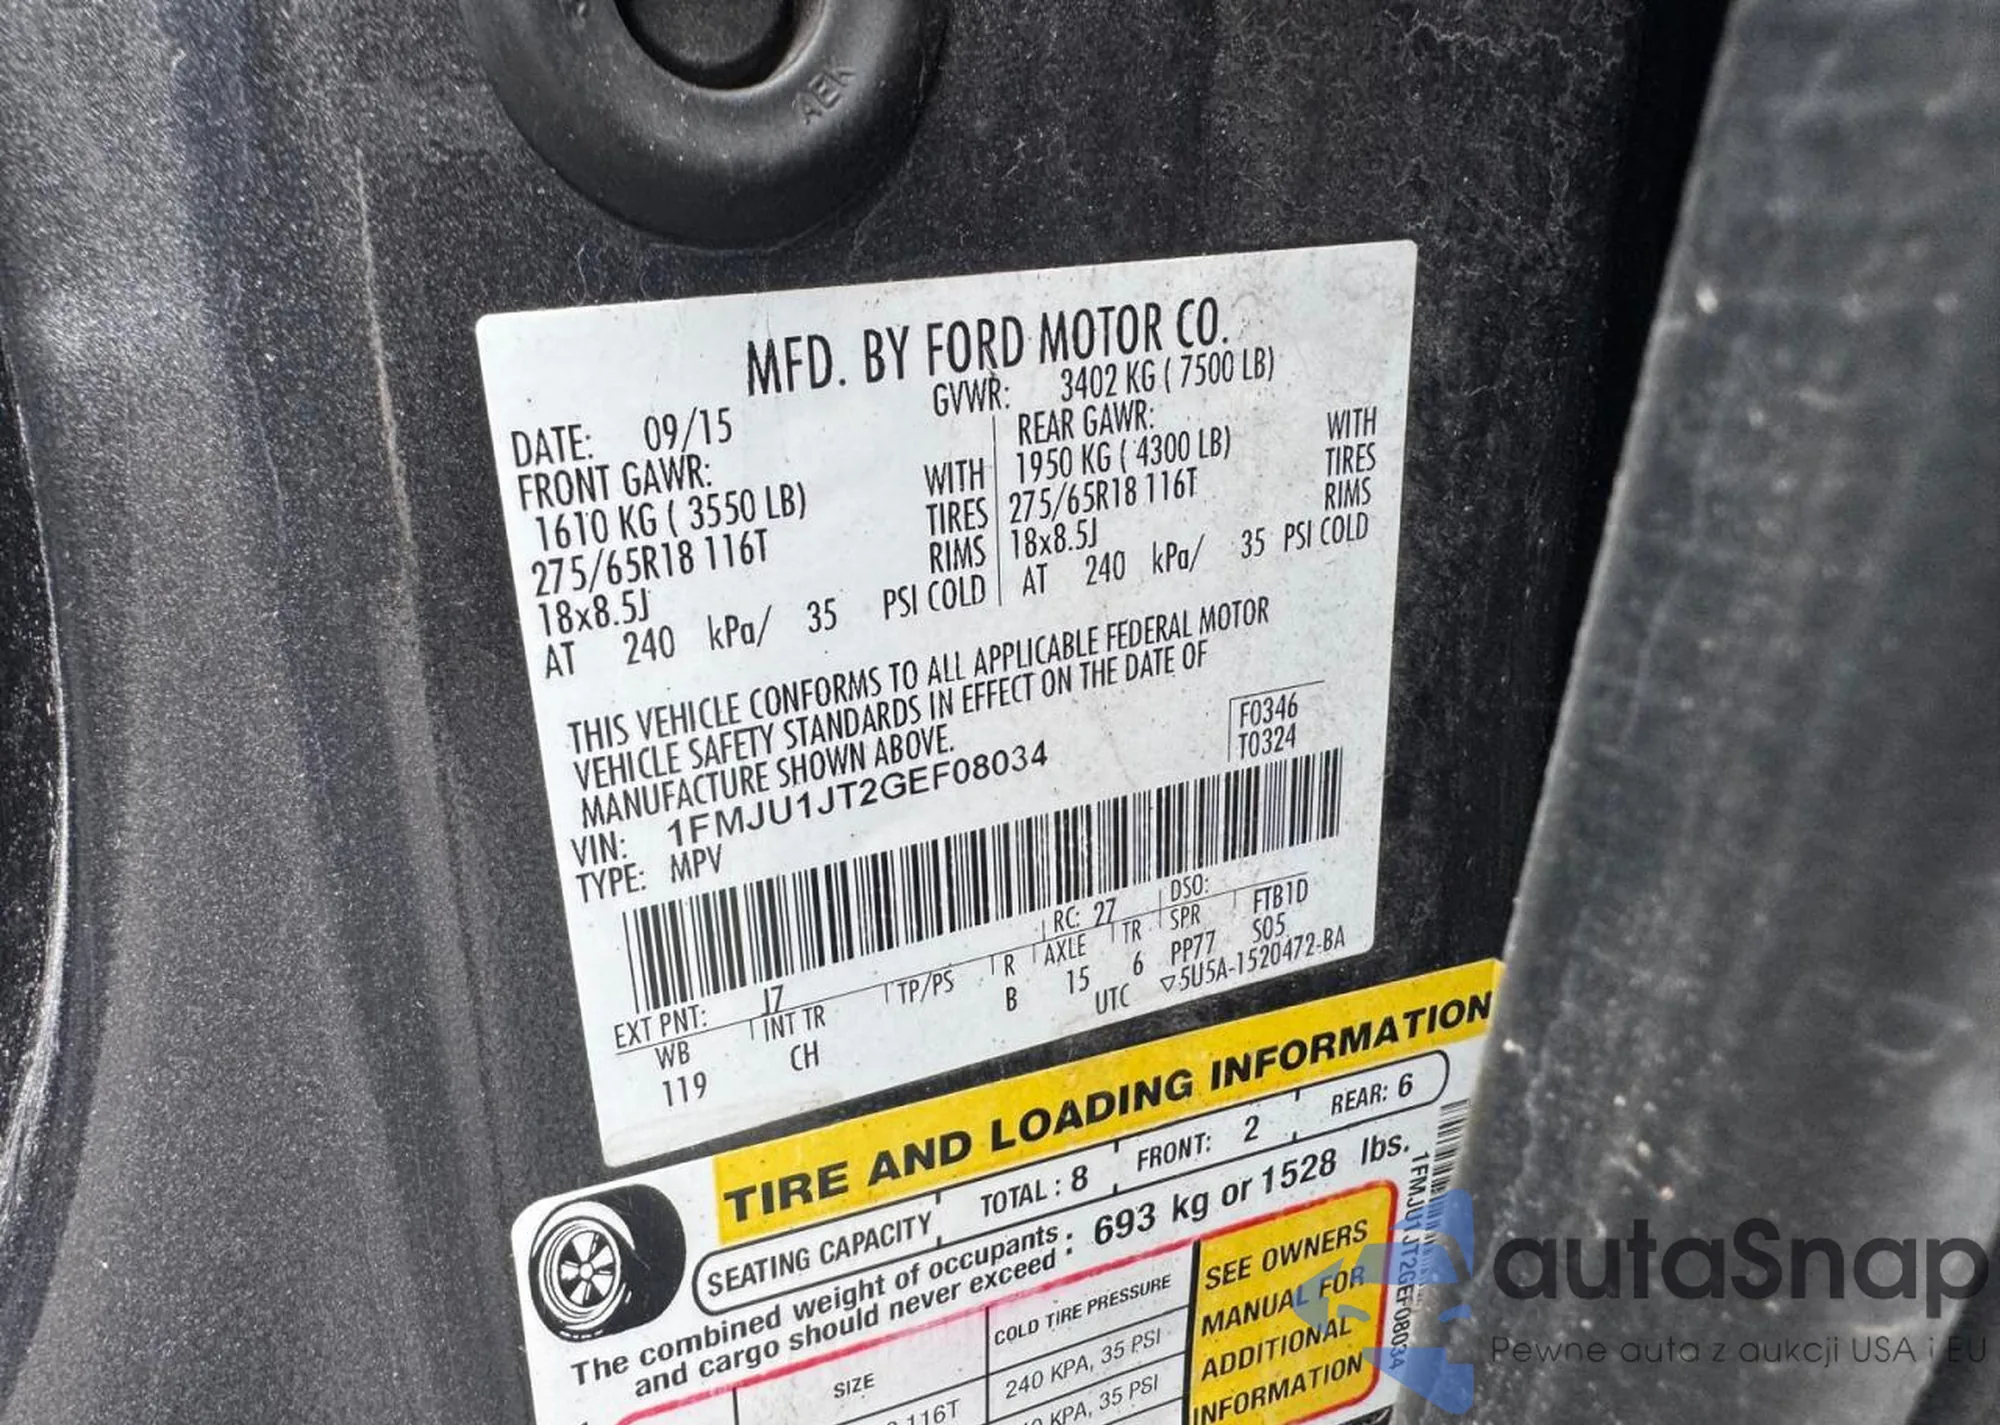 AEK
MFD. BY FORD MOTOR CO.
DATE: 09/15 GVWR: 3402 KG ( 7500 LB)
FRONT GAWR: REAR GAWR:
1610 KG ( 3550 LB) WITH 1950 KG ( 4300 LB) WITH
275/65R18 116T TIRES 275/65R18 116T TIRES
18x8.5J RIMS 18x8.5J RIMS
AT 240 kPa/ 35 PSI COLD AT 240 kPa/ 35 PSI COLD
THIS VEHICLE CONFORMS TO ALL APPLICABLE FEDERAL MOTOR
VEHICLE SAFETY STANDARDS IN EFFECT ON THE DATE OF
MANUFACTURE SHOWN ABOVE.
F0346
T0324
VIN: 1FMJU1JT2GEF08034
TYPE: MPV
EXT PNT: J7 RC: 27 DSO:
WB INT TR TP/PS R AXLE TR SPR FTB1D
119 CH B 15 6 PP77 S05
UTC ▽5U5A-1520472-BA
TIRE AND LOADING INFORMATION
SEATING CAPACITY TOTAL : 8 FRONT: 2 REAR: 6
The combined weight of occupants
and cargo should never exceed : 693 kg or 1528 lbs.
SIZE COLD TIRE PRESSURE
116T 240 KPA, 35 PSI
KPA, 35 PSI
SEE OWNERS
MANUAL FOR
ADDITIONAL
INFORMATION
1FMJU1JT2GEF08034
autaSnap
Pewne auta z aukcji USA i EU